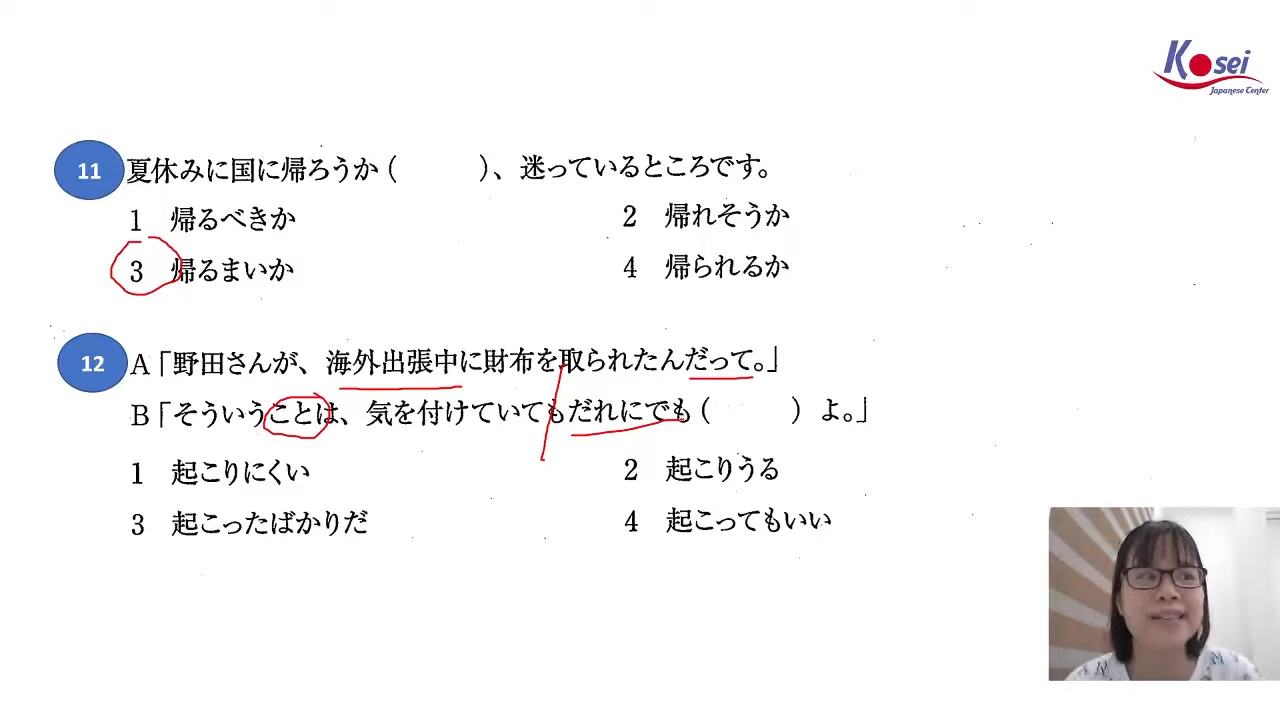 Kosei
Japanese Center
11 夏休みに国に帰ろうか( )、迷っているところです。
1 帰るべきか 2 帰れそうか
3 帰るまいか 4 帰られるか
12 A「野田さんが、海外出張中に財布を取られたんだって。」
B「そういうことは、気を付けていてもだれにでも( )よ。」
1 起こりにくい 2 起こりうる
3 起こったばかりだ 4 起こってもいい